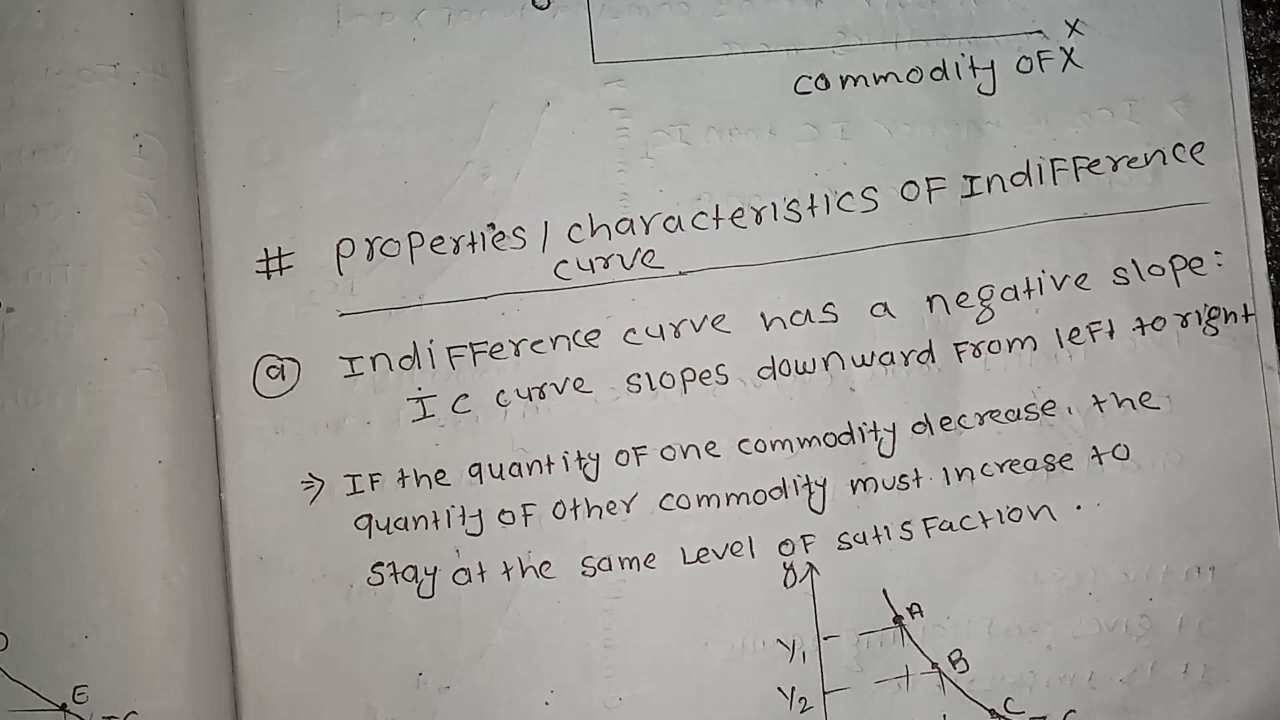 X
commodity OF X
# Properties / characteristics OF Indifference
curve
(a) Indifference curve has a negative slope:
IC curve slopes downward From left to right
⇒ IF the quantity OF one commodity decrease, the
quantity OF other commodity must increase to
stay at the same Level OF satisfaction..
y
A
Y1
B
Y2
C
E